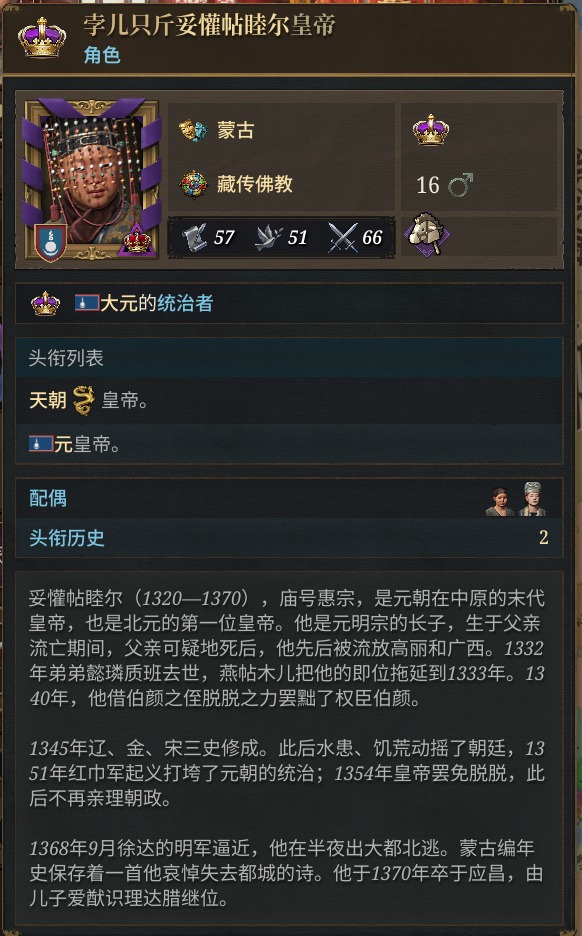 孛儿只斤妥懽帖睦尔皇帝
角色
蒙古
藏传佛教
16
57 51 66
大元的统治者
头衔列表
天朝 皇帝。
元皇帝。
配偶
头衔历史 2
妥懽帖睦尔（1320—1370），庙号惠宗，是元朝在中原的末代
皇帝，也是北元的第一位皇帝。他是元明宗的长子，生于父亲
流亡期间，父亲可疑地死后，他先后被流放高丽和广西。1332
年弟弟懿璘质班去世，燕帖木儿把他的即位拖延到1333年。13
40年，他借伯颜之侄脱脱之力罢黜了权臣伯颜。
1345年辽、金、宋三史修成。此后水患、饥荒动摇了朝廷，13
51年红巾军起义打垮了元朝的统治；1354年皇帝罢免脱脱，此
后不再亲理朝政。
1368年9月徐达的明军逼近，他在半夜出大都北逃。蒙古编年
史保存着一首他哀悼失去都城的诗。他于1370年卒于应昌，由
儿子爱猷识理达腊继位。